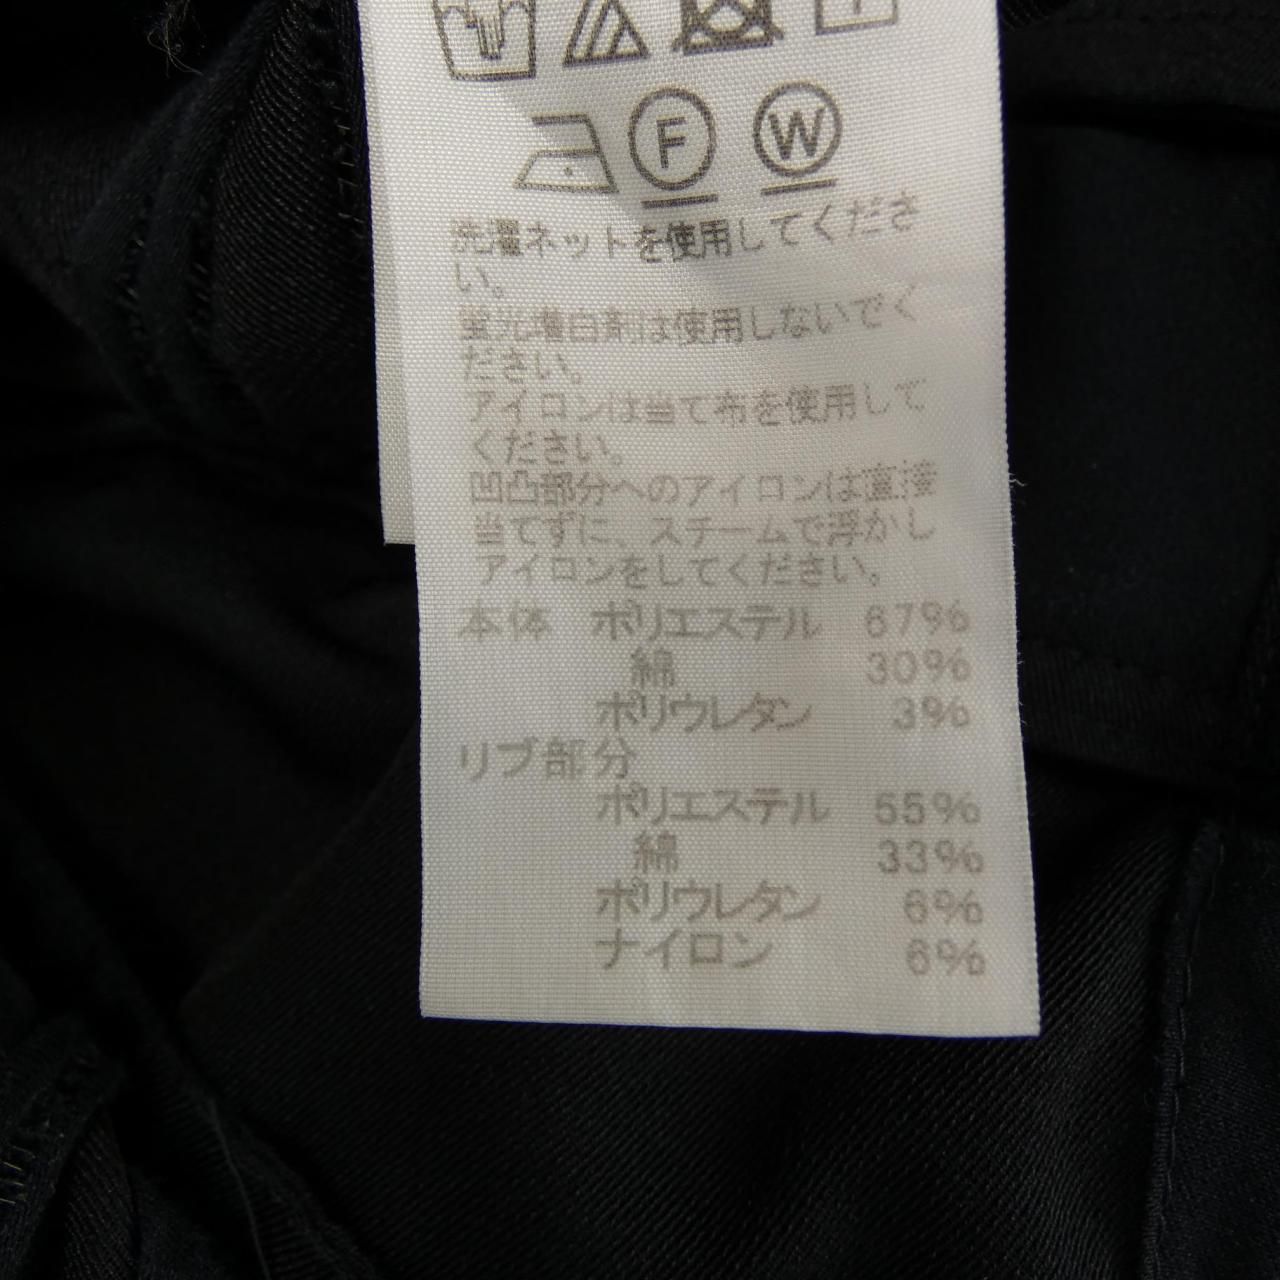 F W
洗濯ネットを使用してくださ
い。
蛍光増白剤は使用しないでく
ださい。
アイロンは当て布を使用して
ください。
凹凸部分へのアイロンは直接
当てずに、スチームで浮かし
アイロンをしてください。
本体 ポリエステル 67%
綿 30%
ポリウレタン 3%
リブ部分
ポリエステル 55%
綿 33%
ポリウレタン 6%
ナイロン 6%